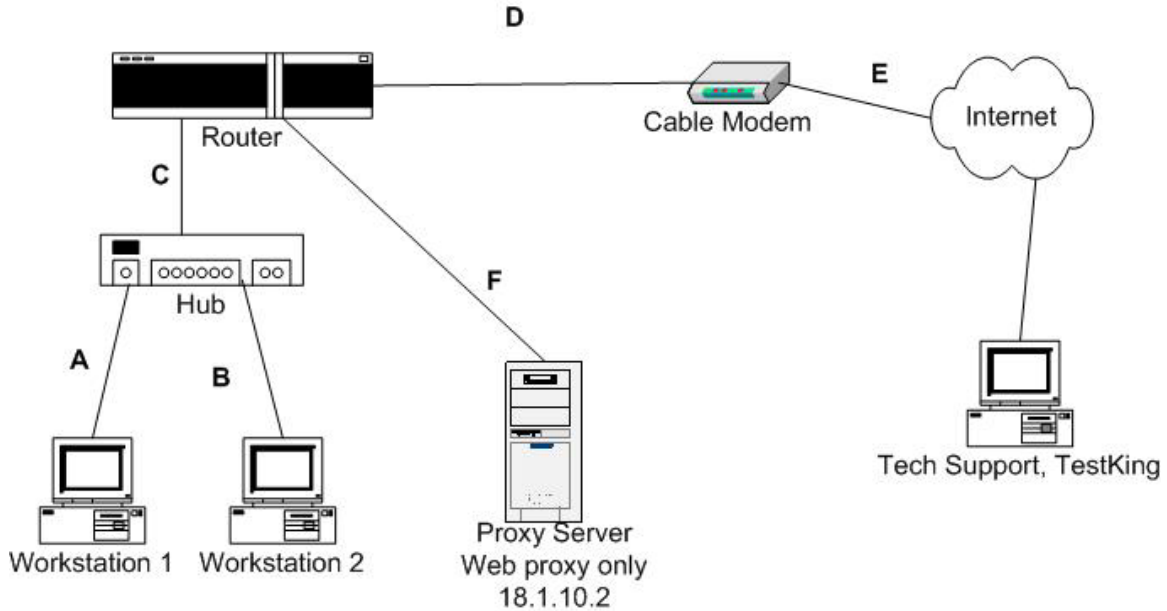 D
E
Router
Cable Modem
Internet
C
F
Hub
A
B
Tech Support, TestKing
Workstation 1
Workstation 2
Proxy Server
Web proxy only
18.1.10.2